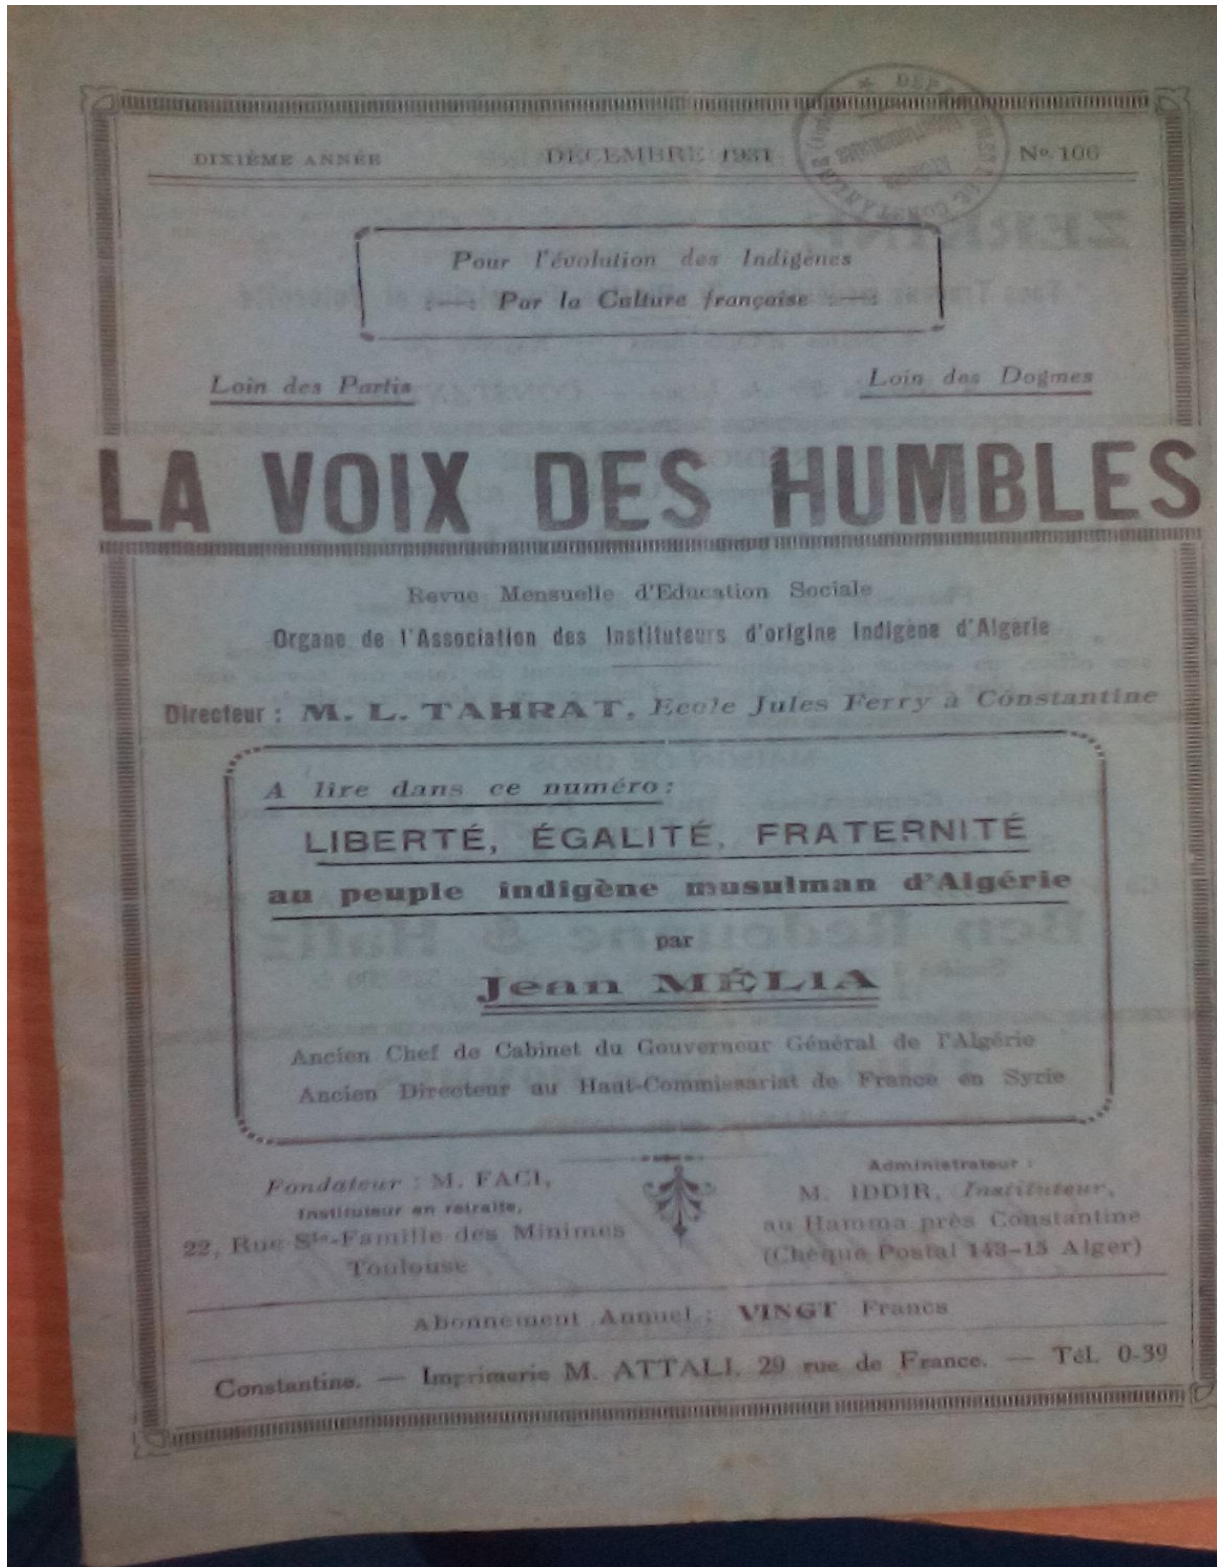 DIXIÈME ANNÉE DÉCEMBRE 1931 No 106
Pour l'évolution des Indigènes
:—: Par la Culture française :—:
Loin des Partis Loin des Dogmes
LA VOIX DES HUMBLES
Revue Mensuelle d'Education Sociale
Organe de l'Association des Instituteurs d'origine Indigène d'Algérie
Directeur : M. L. TAHRAT, Ecole Jules Ferry à Constantine
A lire dans ce numéro :
LIBERTÉ, ÉGALITÉ, FRATERNITÉ
au peuple indigène musulman d'Algérie
par
Jean MÉLIA
Ancien Chef de Cabinet du Gouverneur Général de l'Algérie
Ancien Directeur au Haut-Commissariat de France en Syrie
Fondateur : M. FACI,
Instituteur en retraite,
22, Rue Ste-Famille des Minimes
Toulouse
Administrateur :
M. IDDIR, Instituteur,
au Hamma près Constantine
(Chèque Postal 143-15 Alger)
Abonnement Annuel : VINGT Francs
Constantine. — Imprimerie M. ATTALI, 29 rue de France. — Tél. 0-39